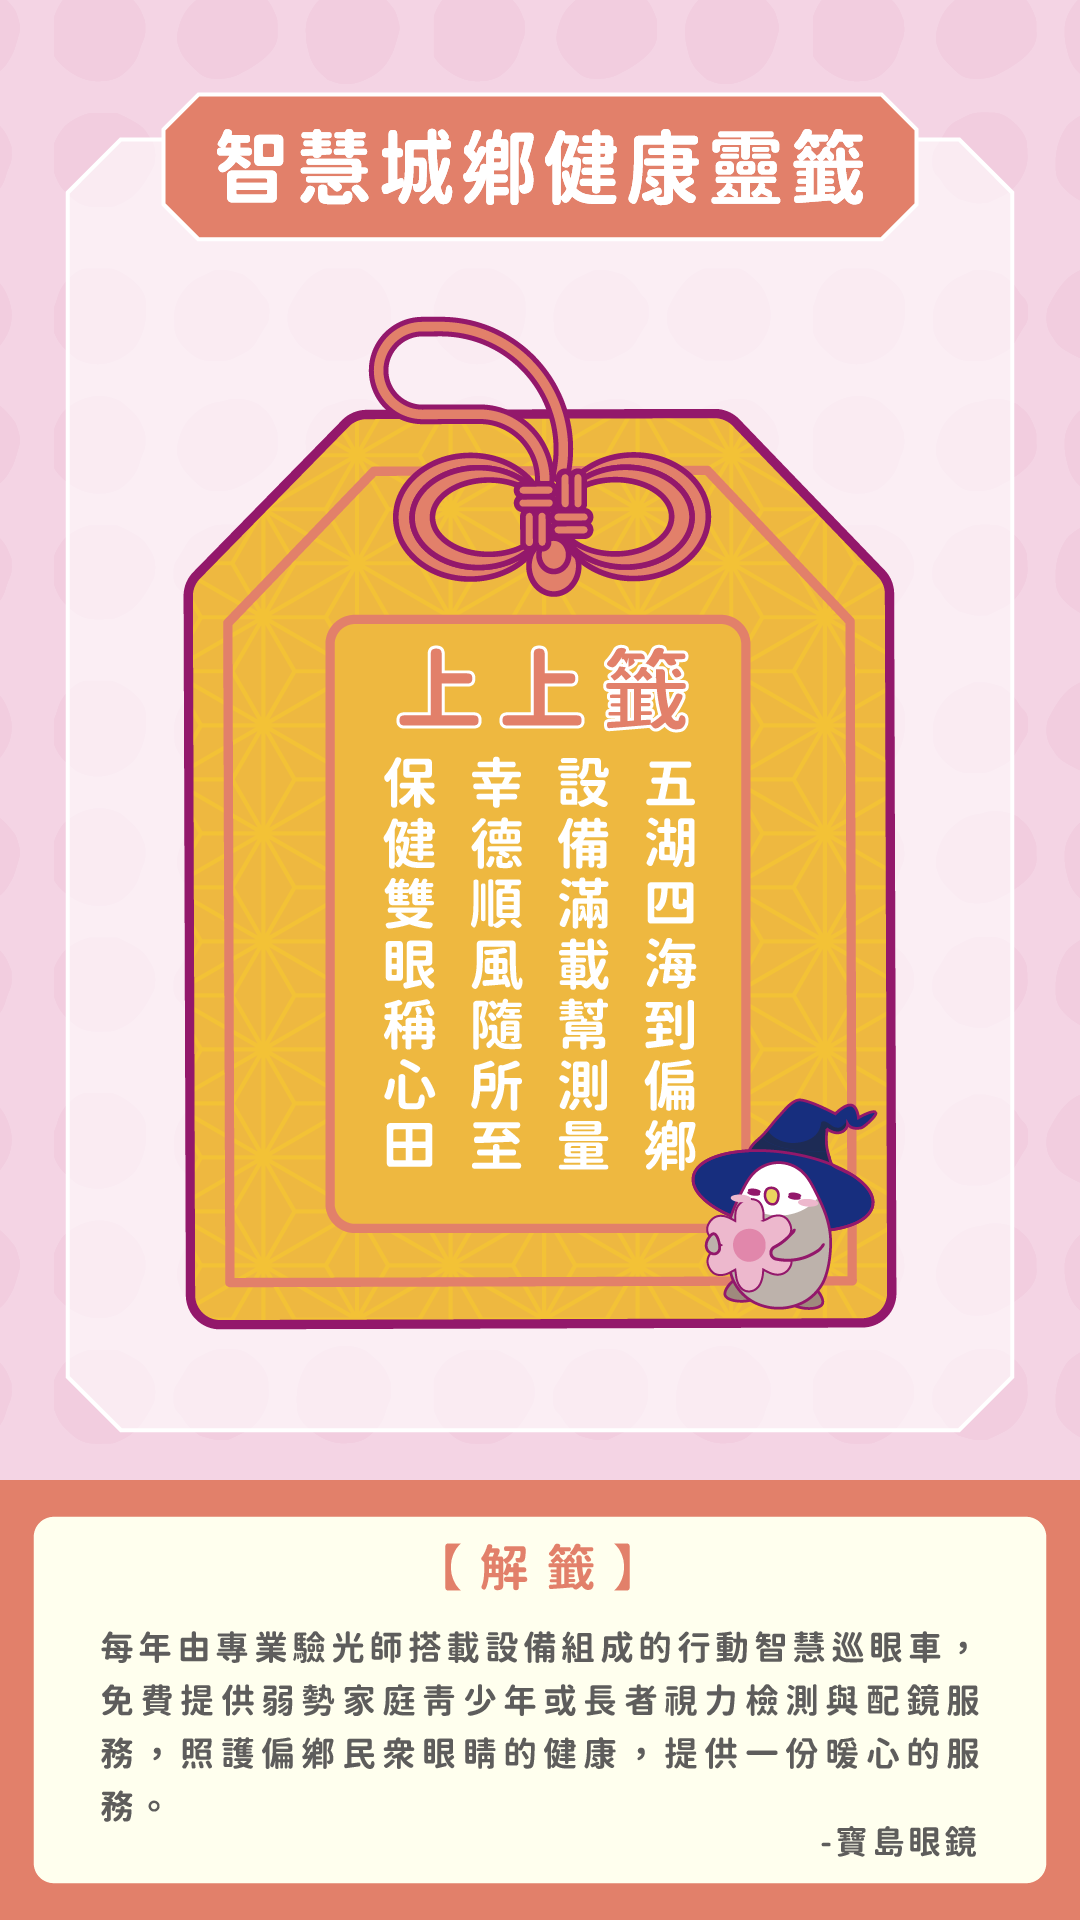 智慧城鄉健康靈籤
上上籤
五湖四海到偏鄉
設備滿載幫測量
幸德順風隨所至
保健雙眼稱心田
【解籤】
每年由專業驗光師搭載設備組成的行動智慧巡眼車，
免費提供弱勢家庭青少年或長者視力檢測與配鏡服
務，照護偏鄉民眾眼睛的健康，提供一份暖心的服
務。
-寶島眼鏡